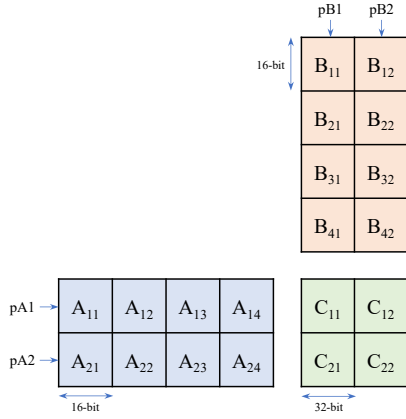 pB1 pB2
16-bit
B₁₁ B₁₂
B₂₁ B₂₂
B₃₁ B₃₂
B₄₁ B₄₂
pA1 A₁₁ A₁₂ A₁₃ A₁₄ C₁₁ C₁₂
pA2 A₂₁ A₂₂ A₂₃ A₂₄ C₂₁ C₂₂
16-bit 32-bit